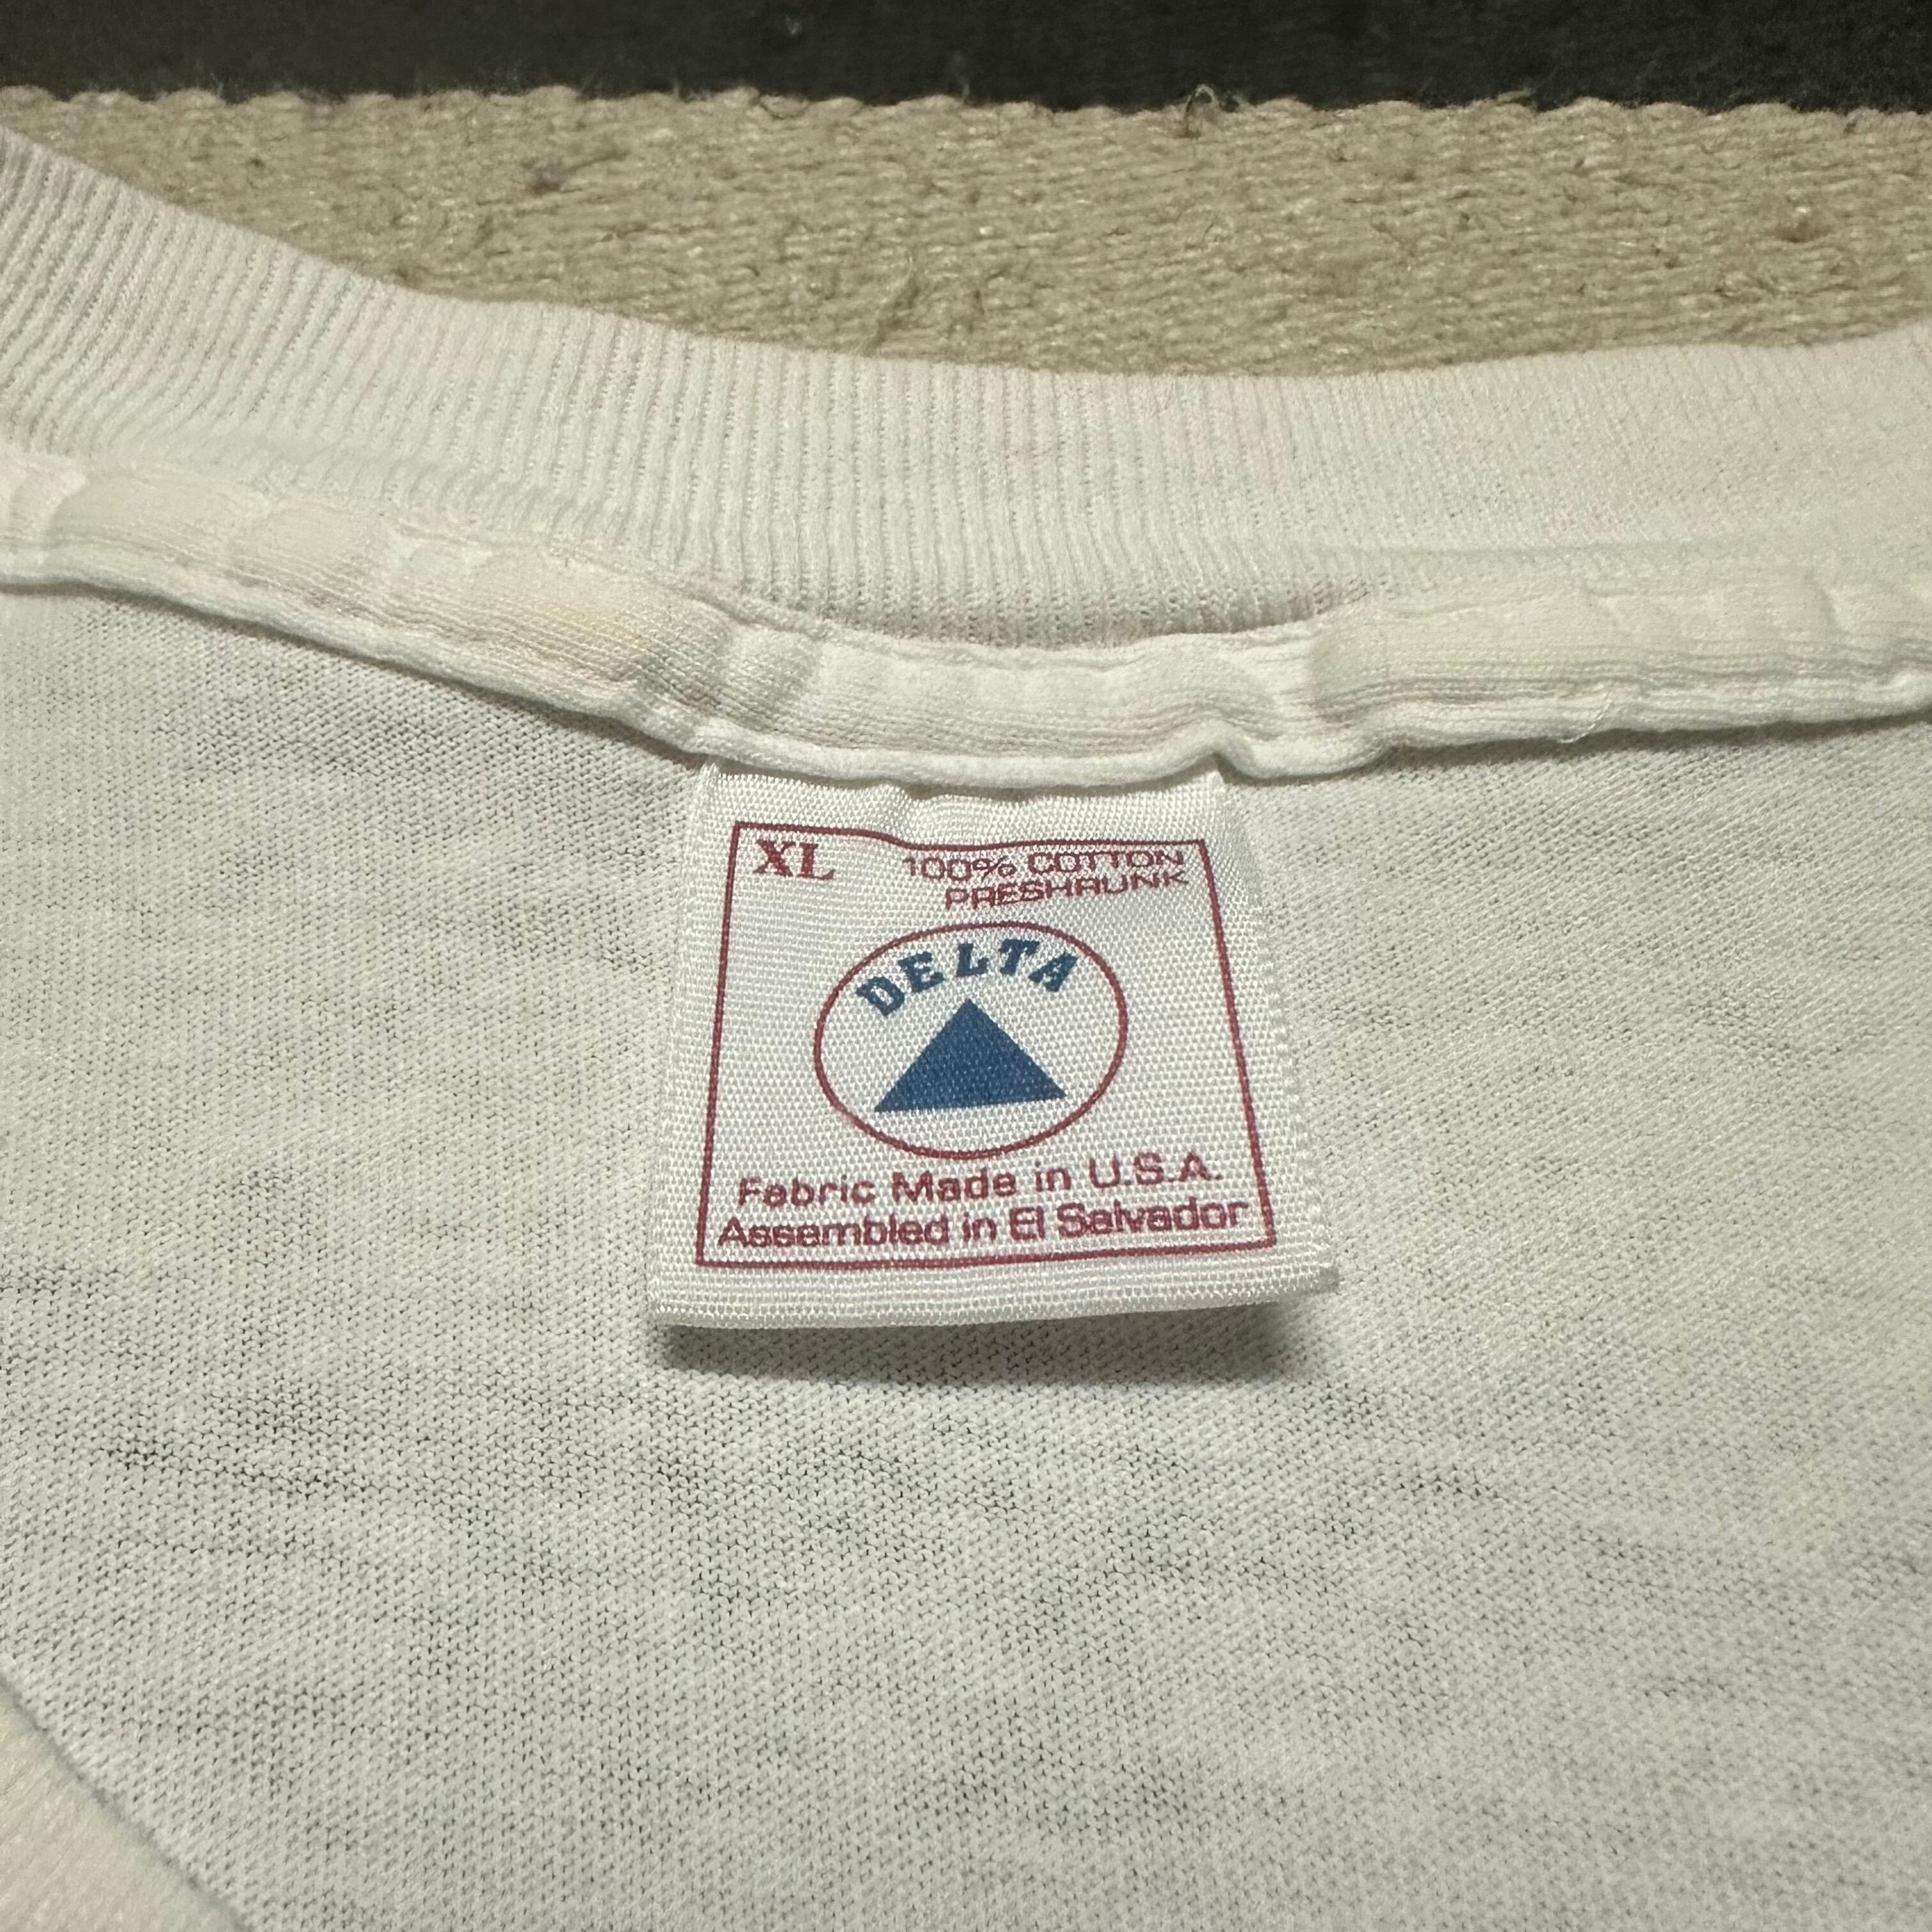 XL
100% COTTON
PRESHRUNK
DELTA
Fabric Made in U.S.A.
Assembled in El Salvador